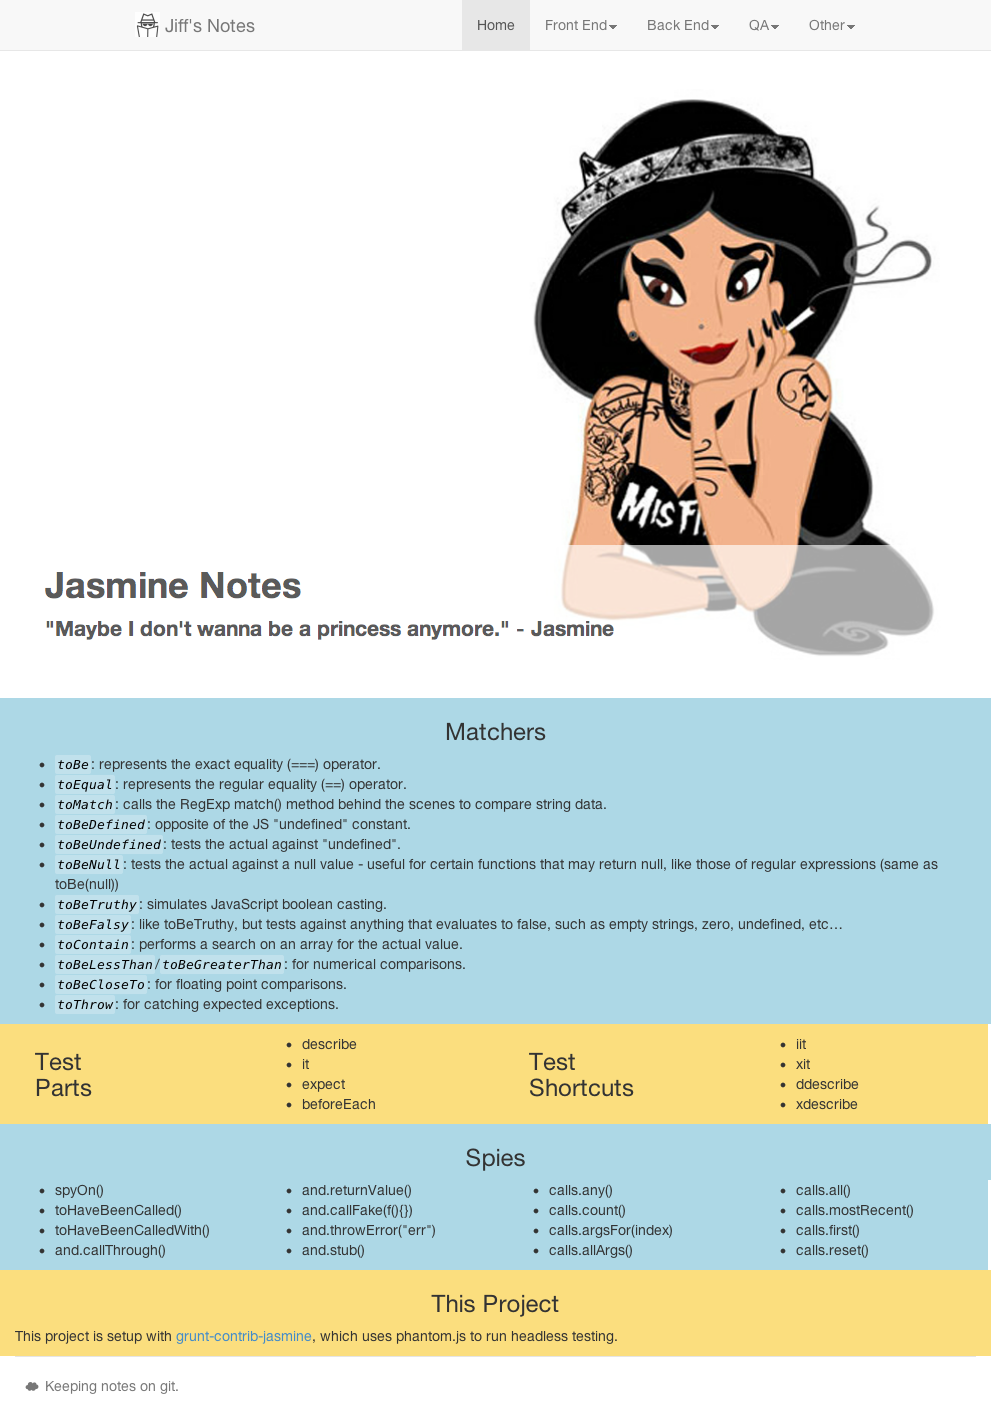 Jiff's Notes
Home
Front End
Back End
QA
Other
Daddy
A
MISFI
Jasmine Notes
"Maybe I don't wanna be a princess anymore." - Jasmine
Matchers
toBe: represents the exact equality (===) operator.
toEqual: represents the regular equality (==) operator.
toMatch: calls the RegExp match() method behind the scenes to compare string data.
toBeDefined: opposite of the JS "undefined" constant.
toBeUndefined: tests the actual against "undefined".
toBeNull: tests the actual against a null value - useful for certain functions that may return null, like those of regular expressions (same as
toBe(null))
toBeTruthy: simulates JavaScript boolean casting.
toBeFalsy: like toBeTruthy, but tests against anything that evaluates to false, such as empty strings, zero, undefined, etc…
toContain: performs a search on an array for the actual value.
toBeLessThan/toBeGreaterThan: for numerical comparisons.
toBeCloseTo: for floating point comparisons.
toThrow: for catching expected exceptions.
Test
Parts
describe
it
expect
beforeEach
Test
Shortcuts
iit
xit
ddescribe
xdescribe
Spies
spyOn()
toHaveBeenCalled()
toHaveBeenCalledWith()
and.callThrough()
and.returnValue()
and.callFake(f(){})
and.throwError("err")
and.stub()
calls.any()
calls.count()
calls.argsFor(index)
calls.allArgs()
calls.all()
calls.mostRecent()
calls.first()
calls.reset()
This Project
This project is setup with grunt-contrib-jasmine, which uses phantom.js to run headless testing.
Keeping notes on git.